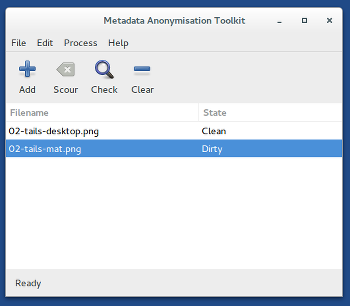 Metadata Anonymisation Toolkit
File Edit Process Help
Add Scour Check Clear
Filename State
02-tails-desktop.png Clean
02-tails-mat.png Dirty
Ready